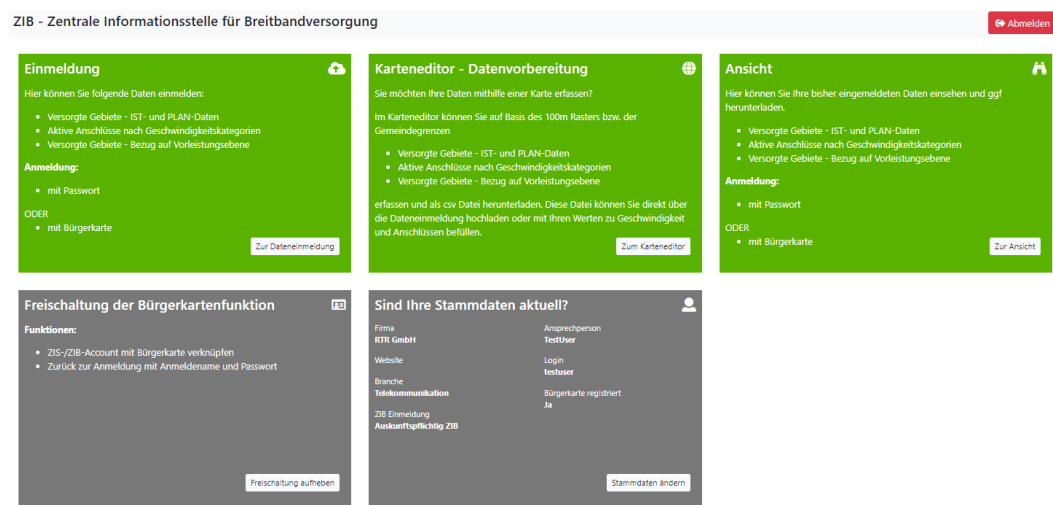 ZIB - Zentrale Informationsstelle für Breitbandversorgung
Abmelden
Einmeldung
Hier können Sie folgende Daten einmelden:
• Versorgte Gebiete - IST- und PLAN-Daten
• Aktive Anschlüsse nach Geschwindigkeitskategorien
• Versorgte Gebiete - Bezug auf Vorleistungsebene
Anmeldung:
• mit Passwort
ODER
• mit Bürgerkarte
Zur Dateneinmeldung
Karteneditor - Datenvorbereitung
Sie möchten Ihre Daten mithilfe einer Karte erfassen?
Im Karteneditor können Sie auf Basis des 100m Rasters bzw. der
Gemeindegrenzen
• Versorgte Gebiete - IST- und PLAN-Daten
• Aktive Anschlüsse nach Geschwindigkeitskategorien
• Versorgte Gebiete - Bezug auf Vorleistungsebene
erfassen und als csv Datei herunterladen. Diese Datei können Sie direkt über
die Dateneinmeldung hochladen oder mit Ihren Werten zu Geschwindigkeit
und Anschlüssen befüllen.
Zum Karteneditor
Ansicht
Hier können Sie Ihre bisher eingemeldeten Daten einsehen und ggf
herunterladen.
• Versorgte Gebiete - IST- und PLAN-Daten
• Aktive Anschlüsse nach Geschwindigkeitskategorien
• Versorgte Gebiete - Bezug auf Vorleistungsebene
Anmeldung:
• mit Passwort
ODER
• mit Bürgerkarte
Zur Ansicht
Freischaltung der Bürgerkartenfunktion
Funktionen:
• ZIS-/ZIB-Account mit Bürgerkarte verknüpfen
• Zurück zur Anmeldung mit Anmeldename und Passwort
Freischaltung aufheben
Sind Ihre Stammdaten aktuell?
Firma
RTR GmbH
Website
Branche
Telekommunikation
ZIB Einmeldung
Auskunftspflichtig ZIB
Ansprechperson
TestUser
Login
testuser
Bürgerkarte registriert
Ja
Stammdaten ändern